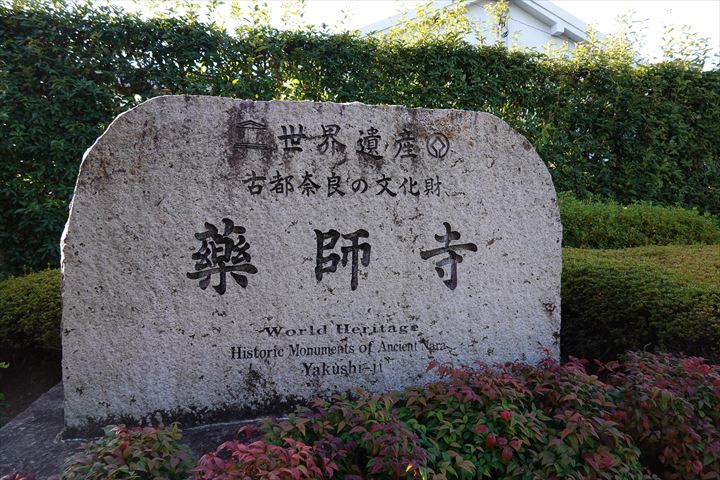 世界遺産
古都奈良の文化財
藥師寺
World Heritage
Historic Monuments of Ancient Nara
Yakushi-ji